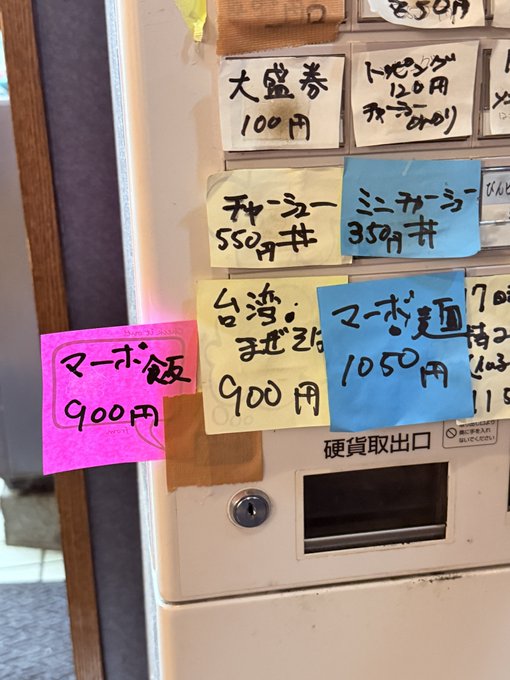 850円
大盛券
100円
トッピング
120円
チャーシュー
のり
チャーシュー
550円丼
ミニチャーシュー
350円丼
台湾
まぜそば
900円
マーボ麺
1050円
マーボ飯
900円
硬貨取出口